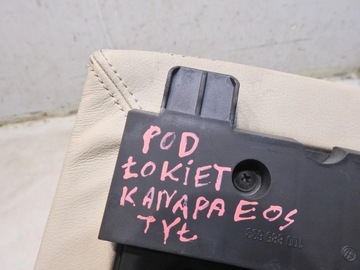 POD
ŁOKIET
KANAPA EOS
TYŁ